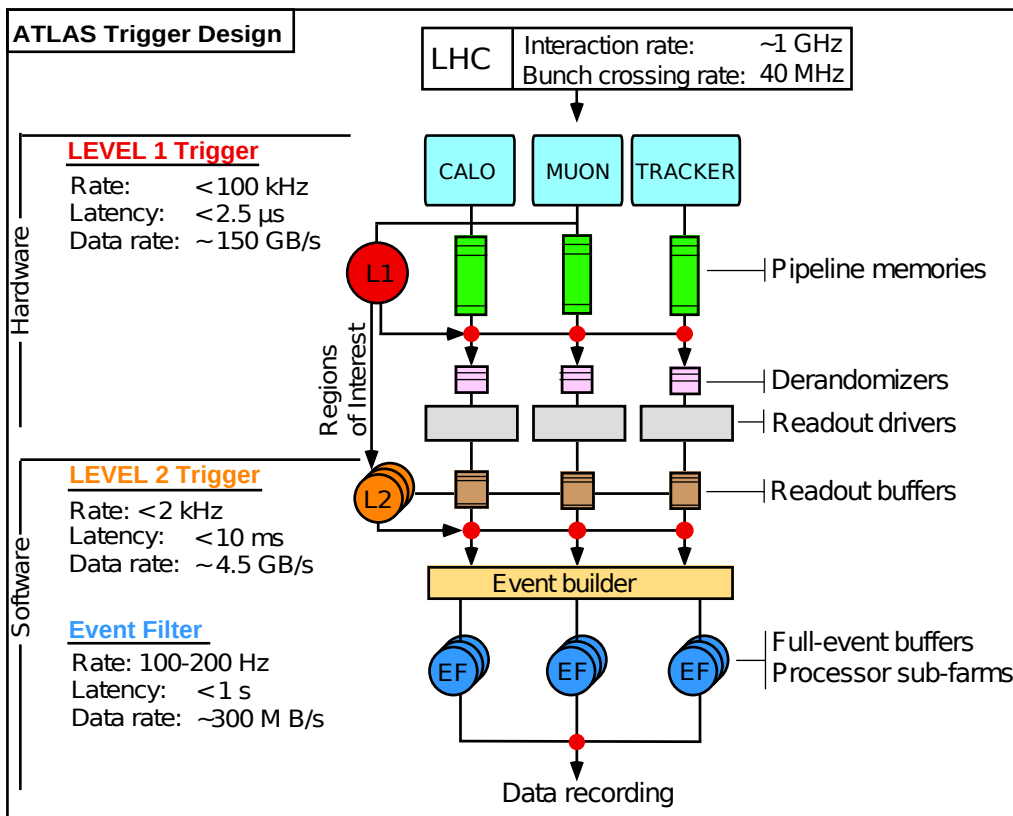 ATLAS Trigger Design
LHC
Interaction rate: ~1 GHz
Bunch crossing rate: 40 MHz
Hardware
LEVEL 1 Trigger
Rate: <100 kHz
Latency: <2.5 μs
Data rate: ~150 GB/s
CALO
MUON
TRACKER
L1
Pipeline memories
Regions
of Interest
Derandomizers
Readout drivers
Software
LEVEL 2 Trigger
Rate: <2 kHz
Latency: <10 ms
Data rate: ~4.5 GB/s
L2
Readout buffers
Event builder
Event Filter
Rate: 100-200 Hz
Latency: <1 s
Data rate: ~300 M B/s
EF
EF
EF
Full-event buffers
Processor sub-farms
Data recording